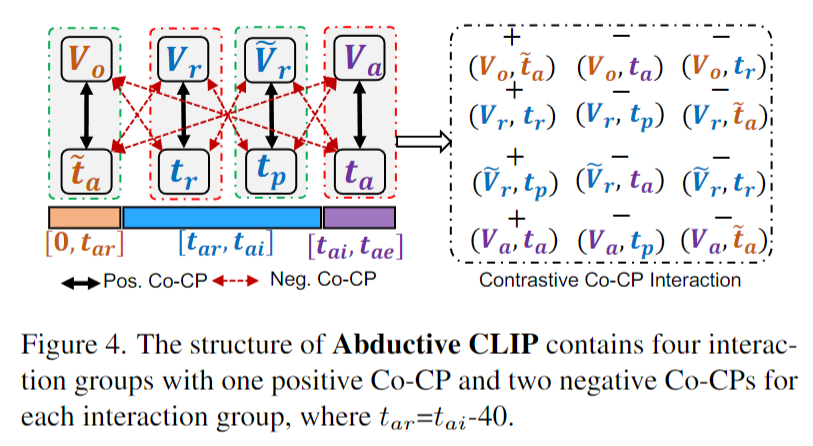 V_o V_r Ṽ_r V_a
t̃_a t_r t_p t_a
[0, t_ar] [t_ar, t_ai] [t_ai, t_ae]
Pos. Co-CP Neg. Co-CP
+ − −
(V_o, t̃_a) (V_o, t_a) (V_o, t_r)
+ − −
(V_r, t_r) (V_r, t_p) (V_r, t̃_a)
+ − −
(Ṽ_r, t_p) (Ṽ_r, t_a) (Ṽ_r, t_r)
+ − −
(V_a, t_a) (V_a, t_p) (V_a, t̃_a)
Contrastive Co-CP Interaction
Figure 4. The structure of Abductive CLIP contains four interac-
tion groups with one positive Co-CP and two negative Co-CPs for
each interaction group, where t_ar=t_ai-40.